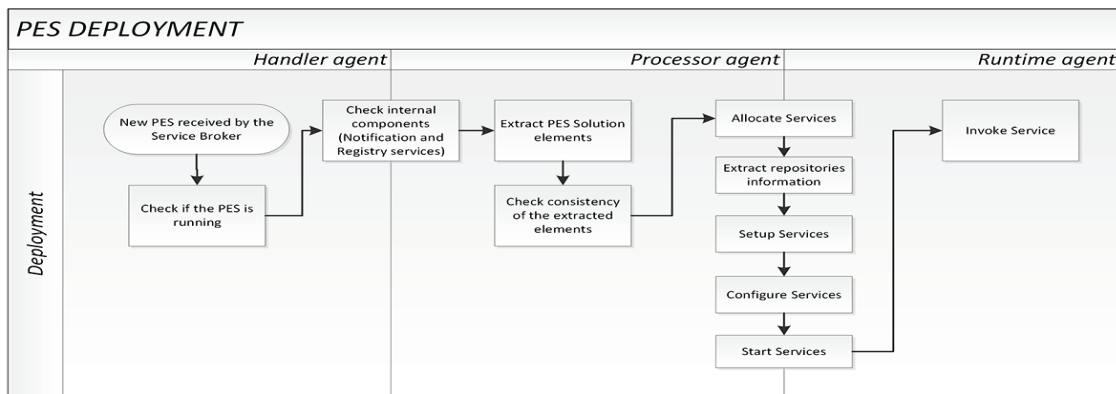 PES DEPLOYMENT
Handler agent
Processor agent
Runtime agent
Deployment
New PES received by the
Service Broker
Check if the PES is
running
Check internal
components
(Notification and
Registry services)
Extract PES Solution
elements
Check consistency
of the extracted
elements
Allocate Services
Extract repositories
information
Setup Services
Configure Services
Start Services
Invoke Service